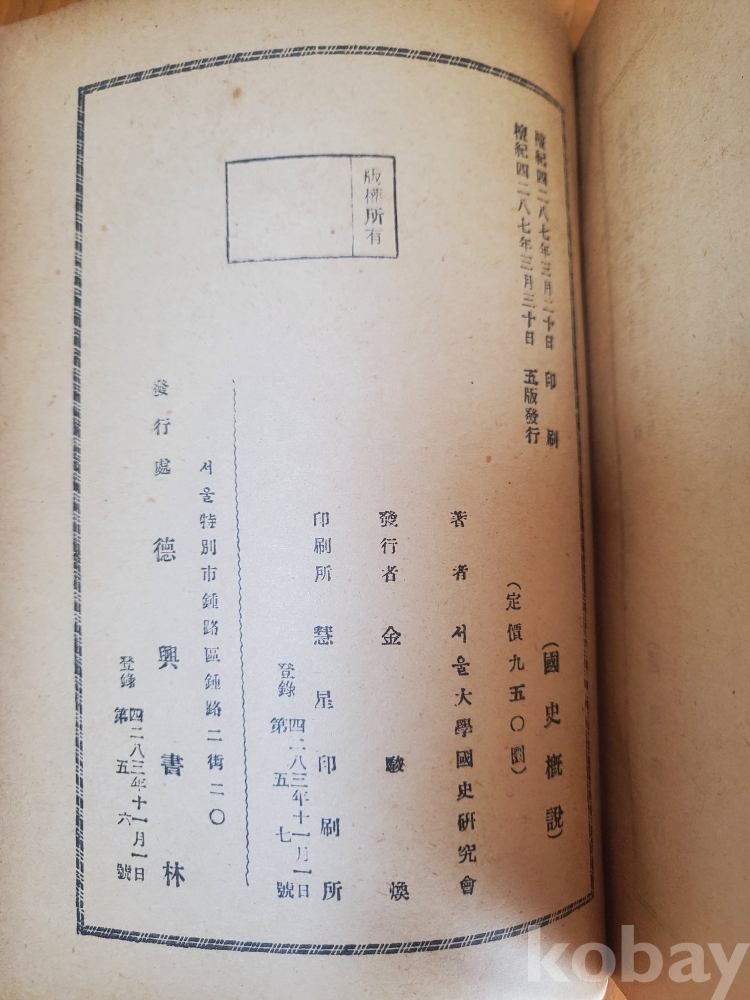 檀紀四二八七年三月二十日 印刷
檀紀四二八七年三月三十日 五版發行
版權所有
(國史槪說)
(定價九五〇圜)
著者 서울大學國史硏究會
發行者 金駿煥
印刷所 慧星印刷所
登錄 四二八三年十一月一日
第五七號
서울特別市鍾路區鍾路二街二〇
發行處 德興書林
登錄 四二八三年十一月一日
第五六號
kobay